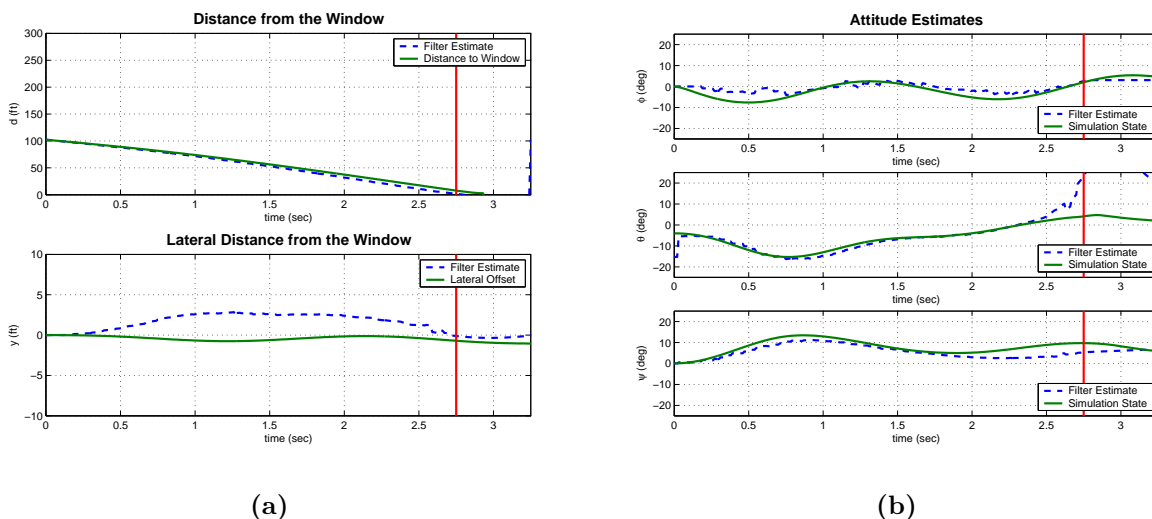 Distance from the Window
300
250
200
150
100
50
0
d (ft)
Filter Estimate
Distance to Window
0 0.5 1 1.5 2 2.5 3
time (sec)
Lateral Distance from the Window
10
5
0
−5
−10
y (ft)
Filter Estimate
Lateral Offset
0 0.5 1 1.5 2 2.5 3
time (sec)
(a)
Attitude Estimates
20
10
0
−10
−20
φ (deg)
Filter Estimate
Simulation State
0 0.5 1 1.5 2 2.5 3
time (sec)
20
10
0
−10
−20
θ (deg)
Filter Estimate
Simulation State
0 0.5 1 1.5 2 2.5 3
time (sec)
20
10
0
−10
−20
ψ (deg)
Filter Estimate
Simulation State
0 0.5 1 1.5 2 2.5 3
time (sec)
(b)